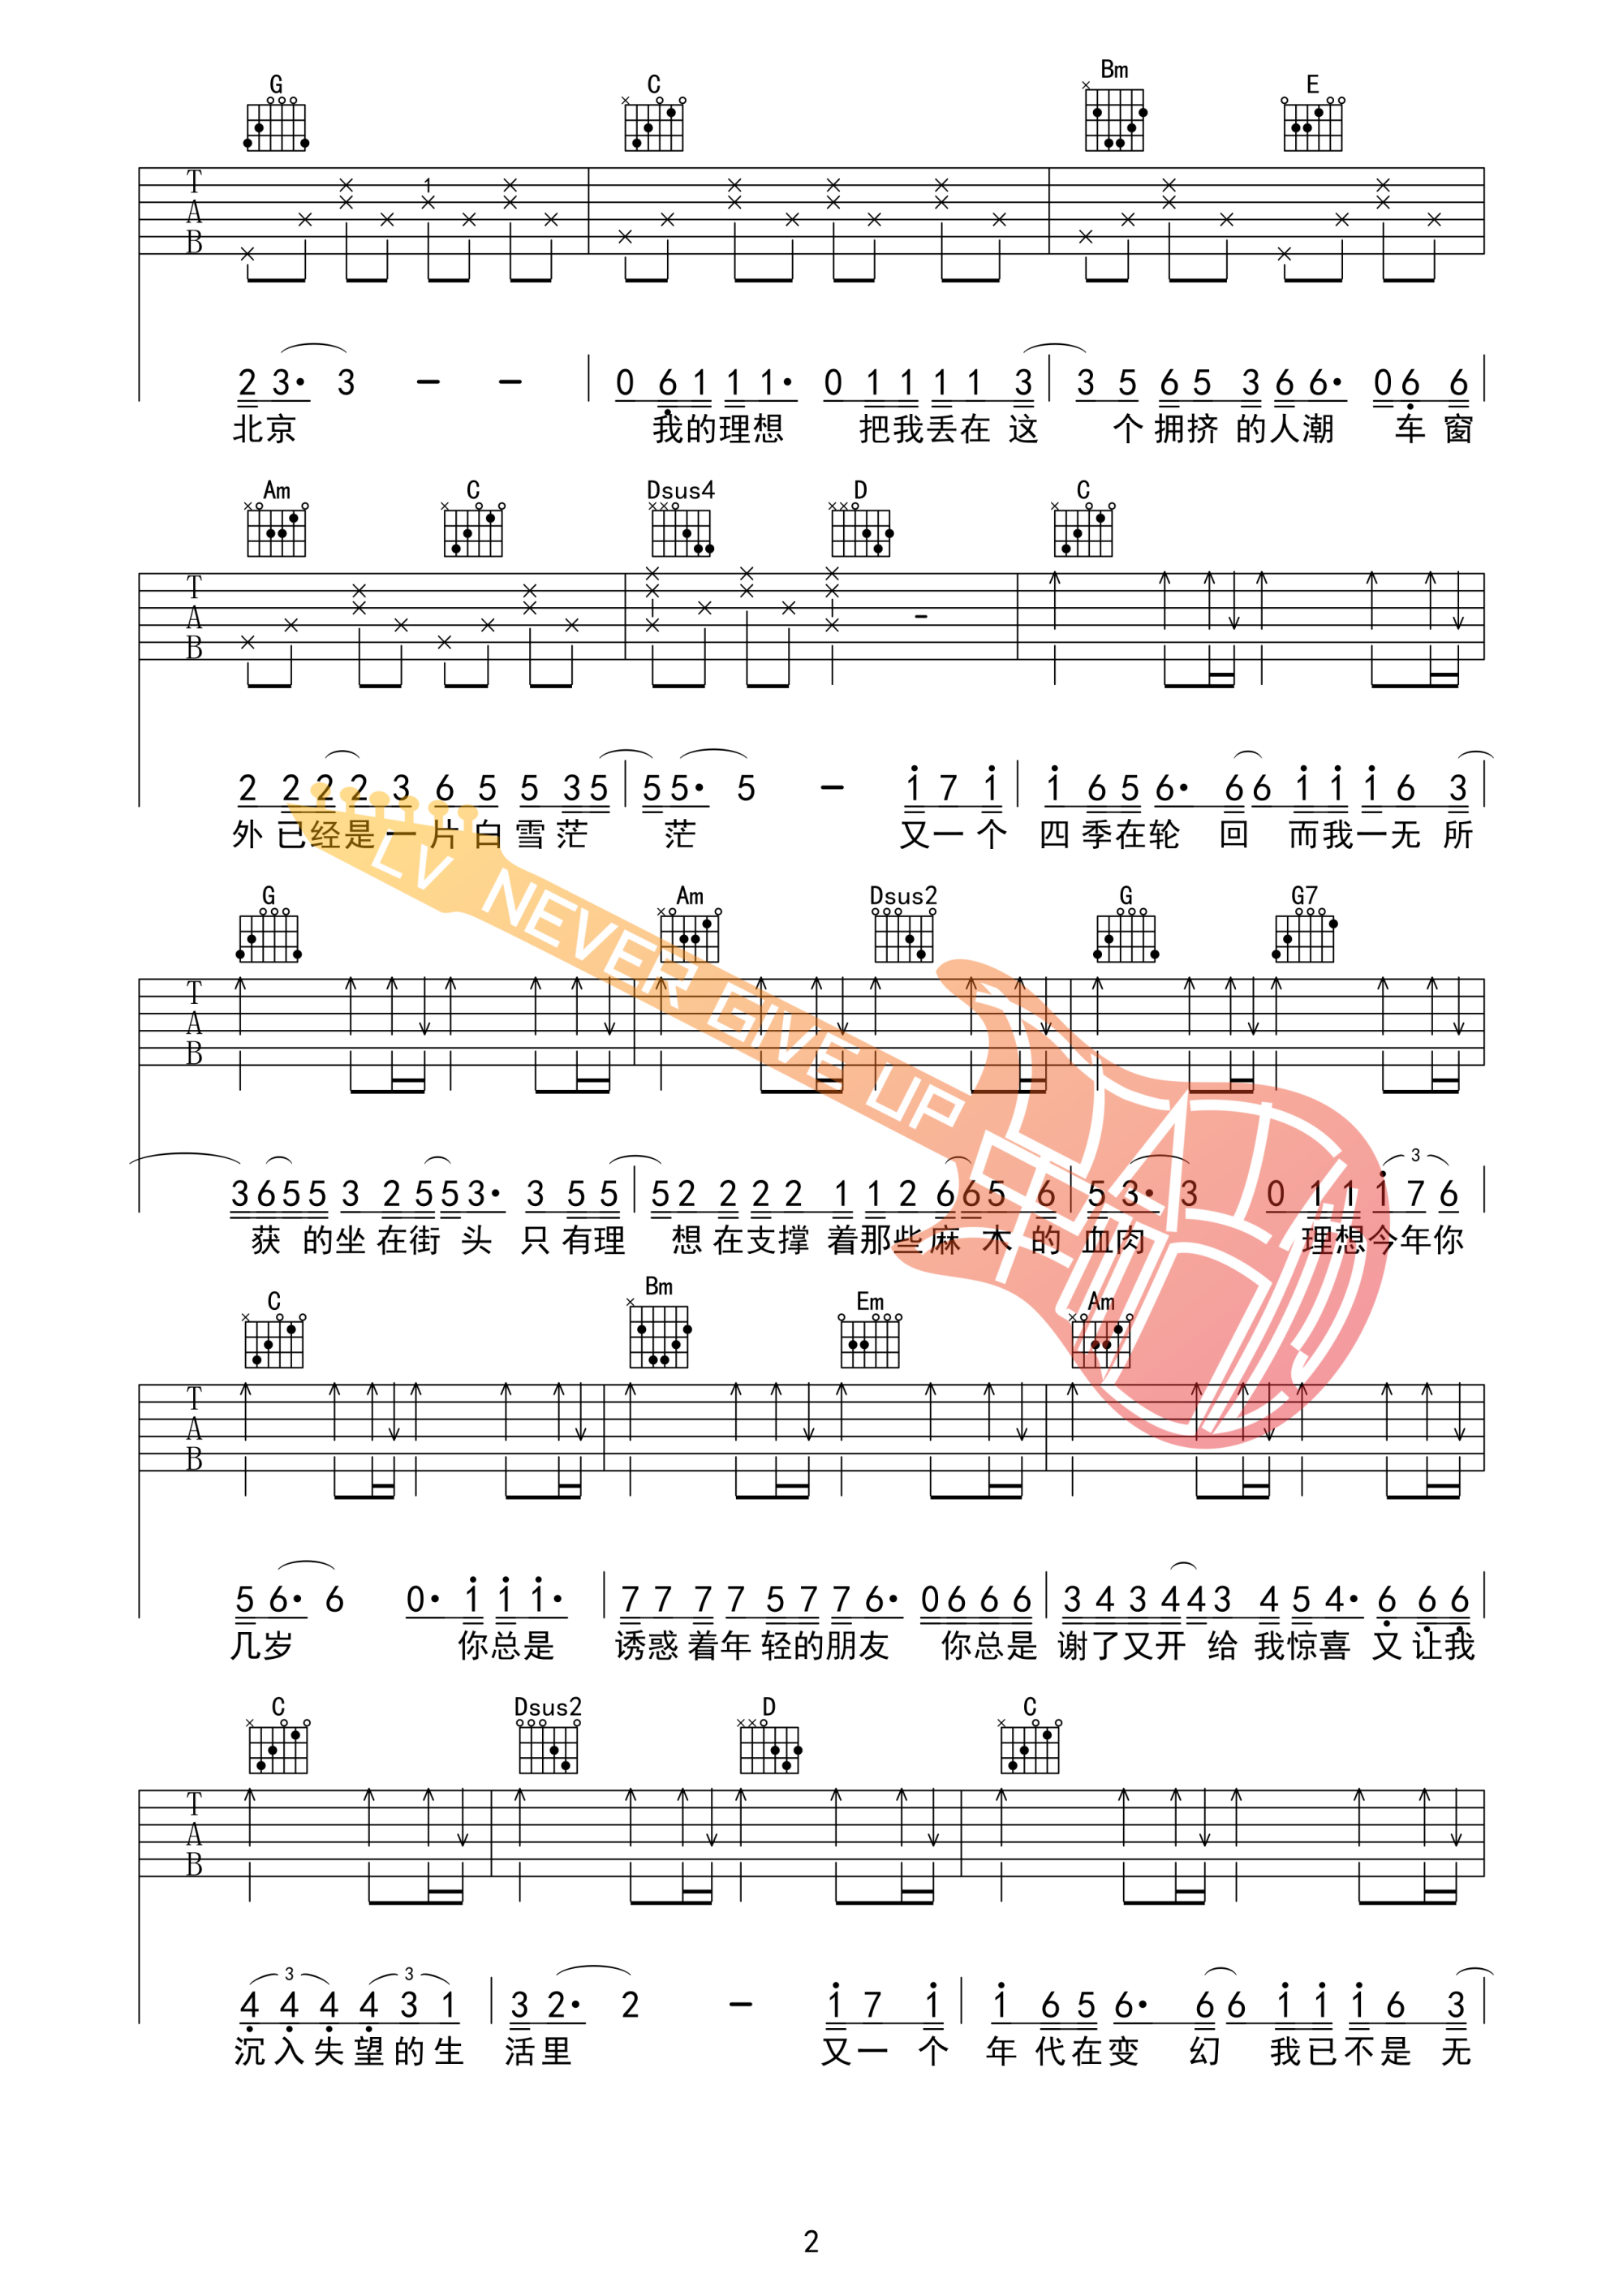 G C Bm E
T 1
A
B
2 3· 3 - - 0 6 1 1 1· 0 1 1 1 1 3 3 5 6 5 3 6 6· 0 6 6
北京 我的理想 把我丢在 这 个 拥挤 的人潮 车 窗
Am C Dsus4 D C
T
A
B
2 2 2 2 3 6 5 5 3 5 5 5· 5 - 1 7 1 1 6 5 6· 6 6 1 1 1 6 3
外 已经是 一 片 白 雪 茫 茫 又一 个 四 季在轮 回 而我一无 所
G Am Dsus2 G G7
T
A
B
3
3 6 5 5 3 2 5 5 3· 3 5 5 5 2 2 2 2 1 1 2 6 6 5 6 5 3· 3 0 1 1 1 7 6
获 的坐 在街 头 只 有理 想 在支撑 着那些 麻 木 的 血肉 理想今年你
LV NEVER GIVE UP
C Bm Em Am
T
A
B
5 6· 6 0· 1 1 1· 7 7 7 7 5 7 7 6· 0 6 6 6 3 4 3 4 4 3 4 5 4· 6 6 6
几岁 你总是 诱惑 着年 轻的朋友 你总是 谢了又开 给 我惊喜 又 让我
C Dsus2 D C
T
A
B
3 3
4 4 4 4 3 1 3 2· 2 - 1 7 1 1 6 5 6· 6 6 1 1 1 6 3
沉 入 失 望 的 生 活里 又一 个 年 代在变 幻 我已不是 无
2